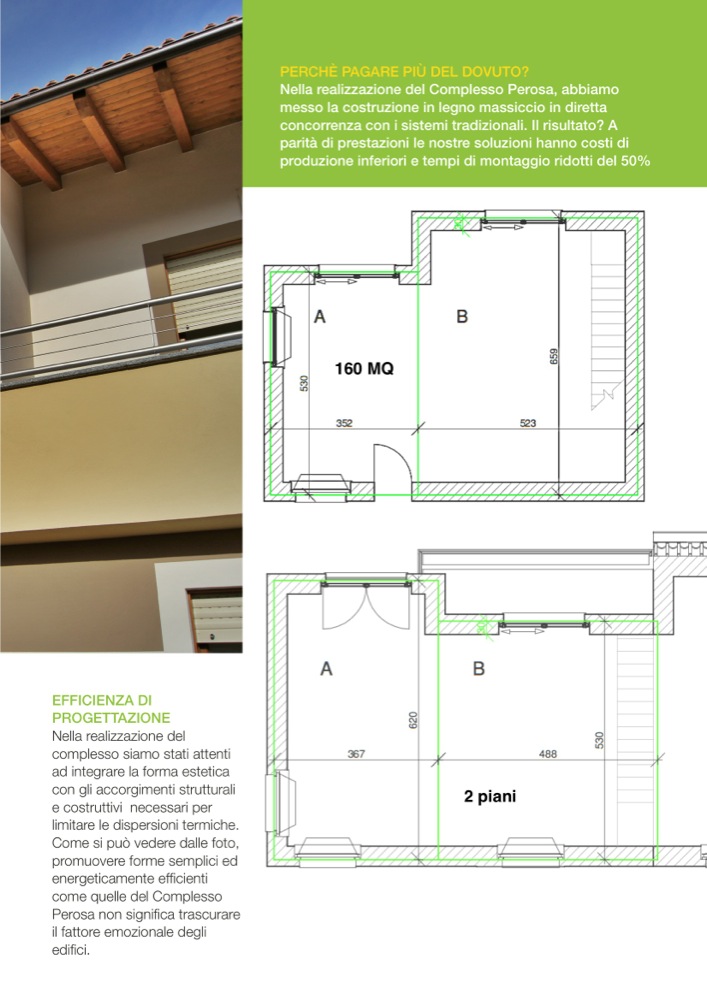 PERCHÈ PAGARE PIÙ DEL DOVUTO?
Nella realizzazione del Complesso Perosa, abbiamo
messo la costruzione in legno massiccio in diretta
concorrenza con i sistemi tradizionali. Il risultato? A
parità di prestazioni le nostre soluzioni hanno costi di
produzione inferiori e tempi di montaggio ridotti del 50%
A
B
160 MQ
530
659
352
523
A
B
620
530
367
488
2 piani
EFFICIENZA DI
PROGETTAZIONE
Nella realizzazione del
complesso siamo stati attenti
ad integrare la forma estetica
con gli accorgimenti strutturali
e costruttivi  necessari per
limitare le dispersioni termiche.
Come si può vedere dalle foto,
promuovere forme semplici ed
energeticamente efficienti
come quelle del Complesso
Perosa non significa trascurare
il fattore emozionale degli
edifici.